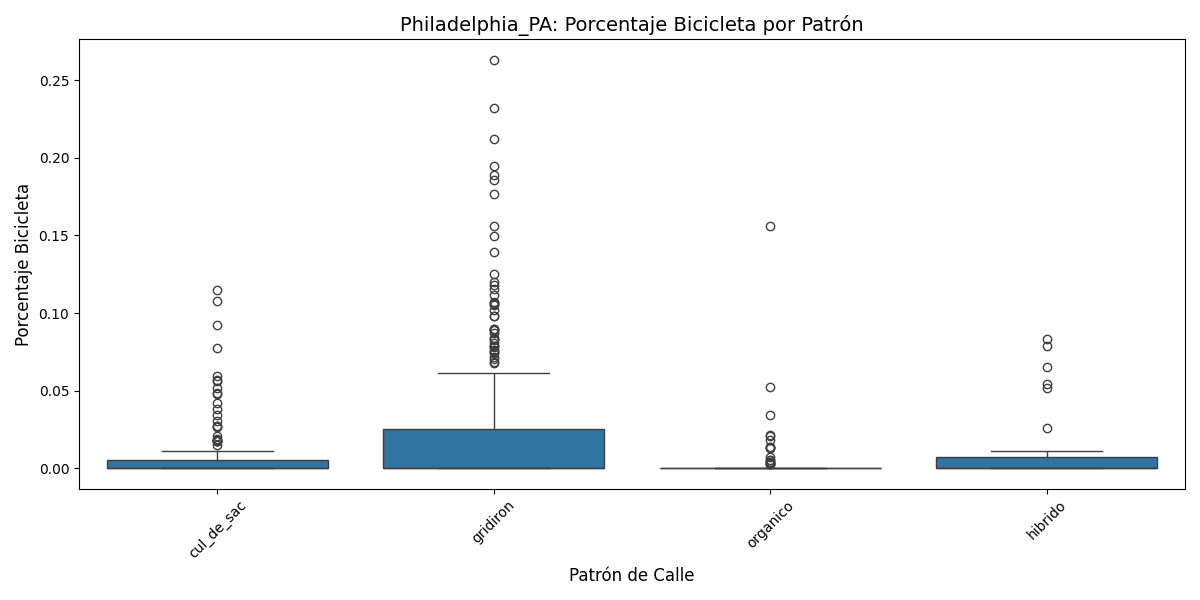 Philadelphia_PA: Porcentaje Bicicleta por Patrón
Porcentaje Bicicleta
0.25
0.20
0.15
0.10
0.05
0.00
cul_de_sac
gridiron
organico
hibrido
Patrón de Calle